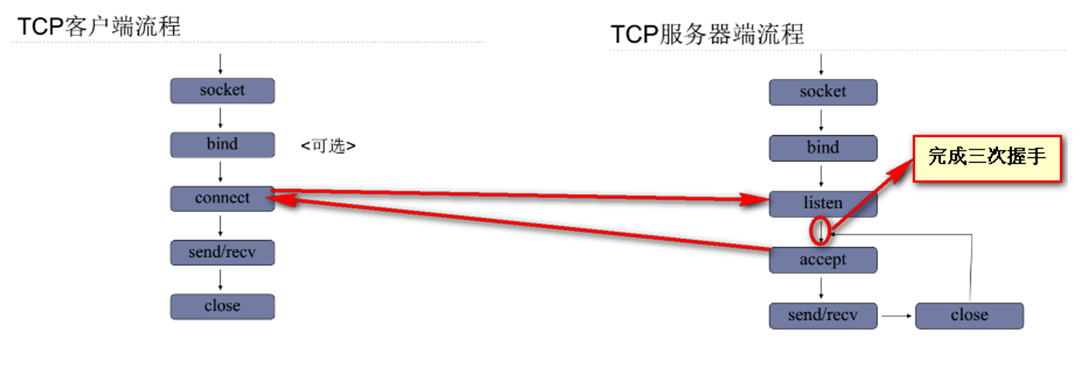 TCP客户端流程
socket
bind
<可选>
connect
send/recv
close
TCP服务器端流程
socket
bind
listen
完成三次握手
accept
send/recv
close